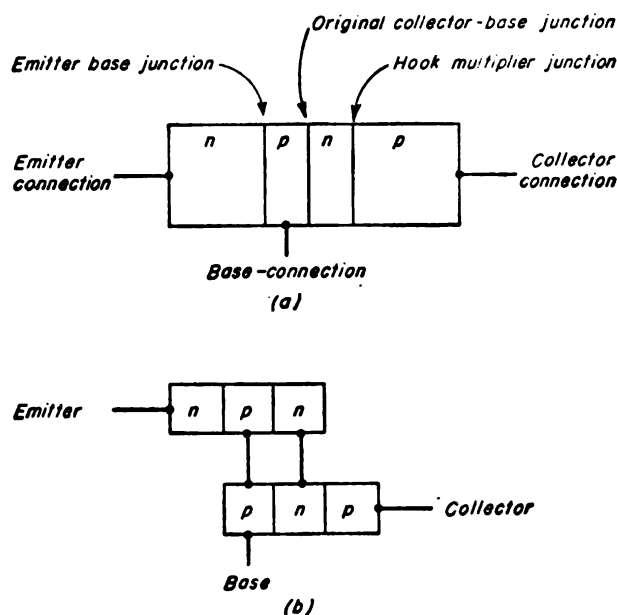 Original collector-base junction
Emitter base junction
Hook multiplier junction
n p n p
Emitter
connection
Collector
connection
Base-connection
(a)
Emitter
n p n
p n p
Collector
Base
(b)